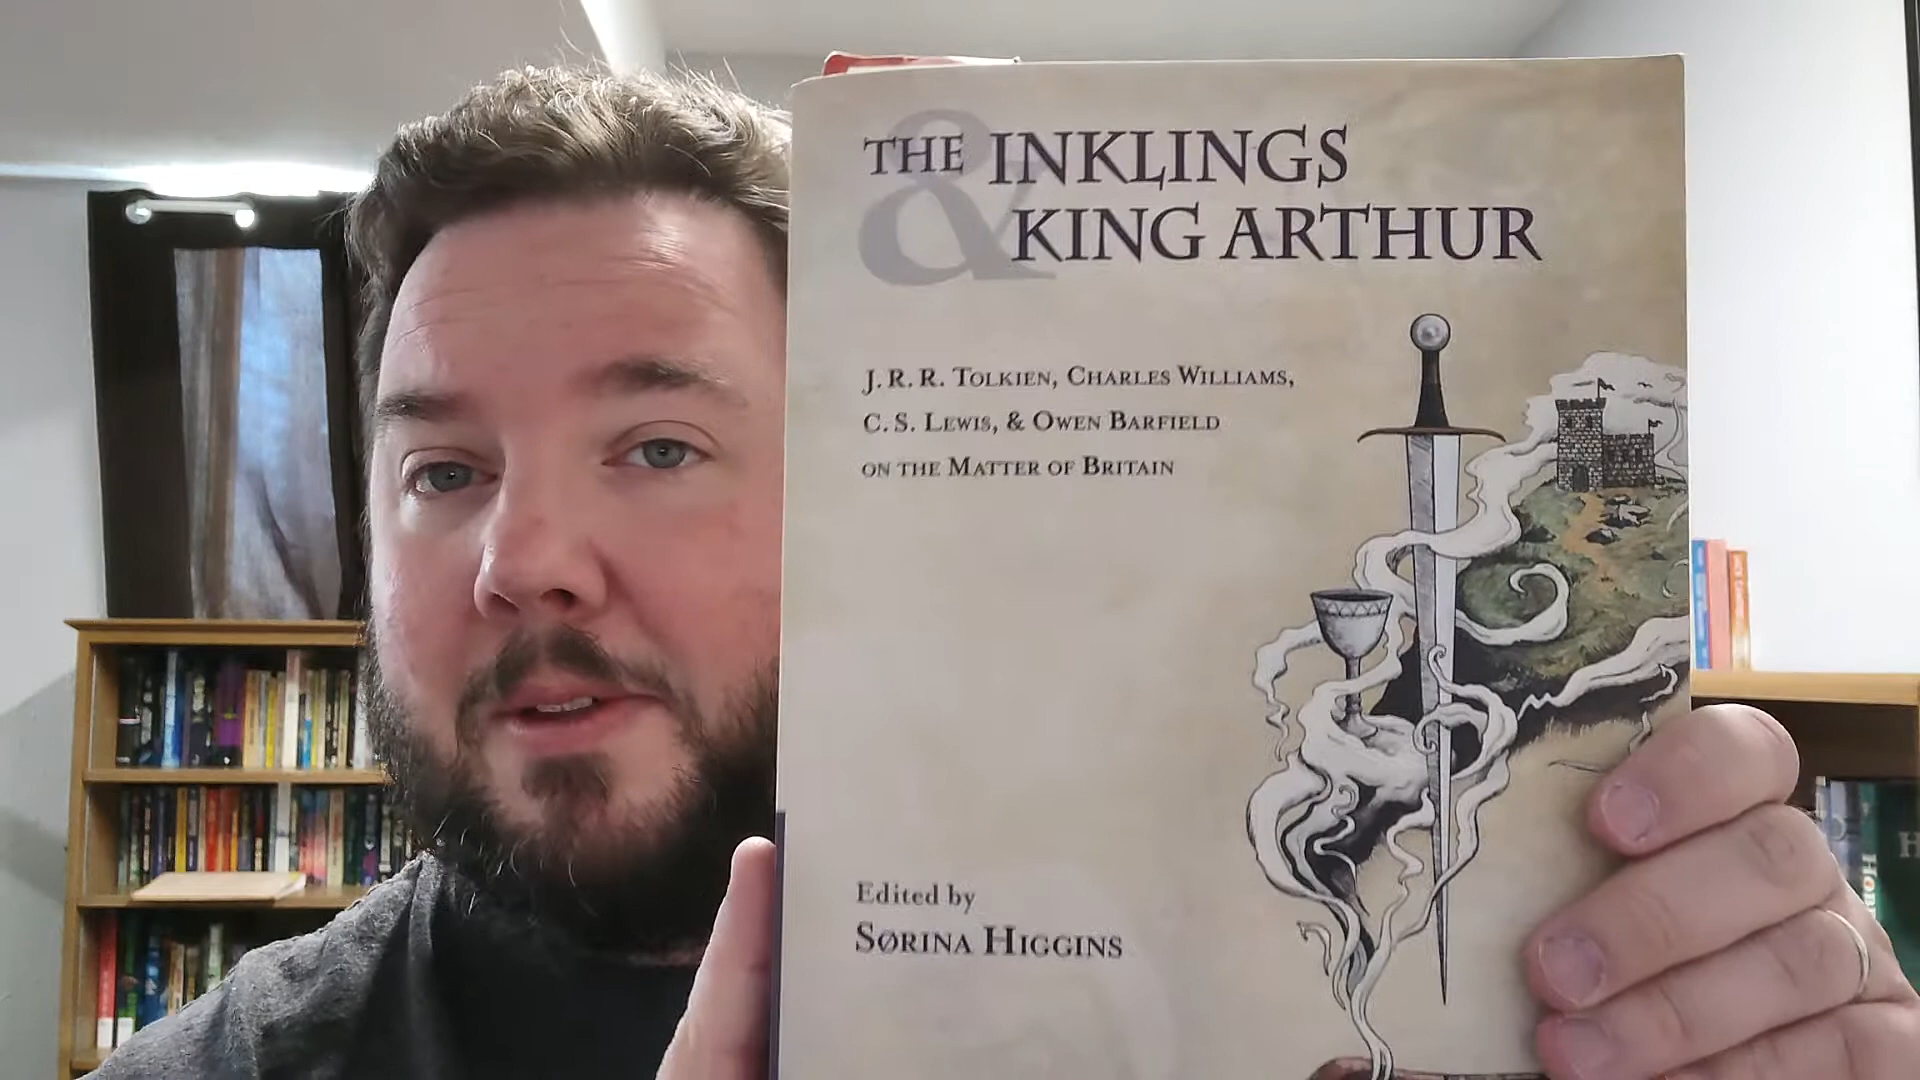 THE INKLINGS
& KING ARTHUR
J. R. R. TOLKIEN, CHARLES WILLIAMS,
C. S. LEWIS, & OWEN BARFIELD
ON THE MATTER OF BRITAIN
Edited by
SØRINA HIGGINS